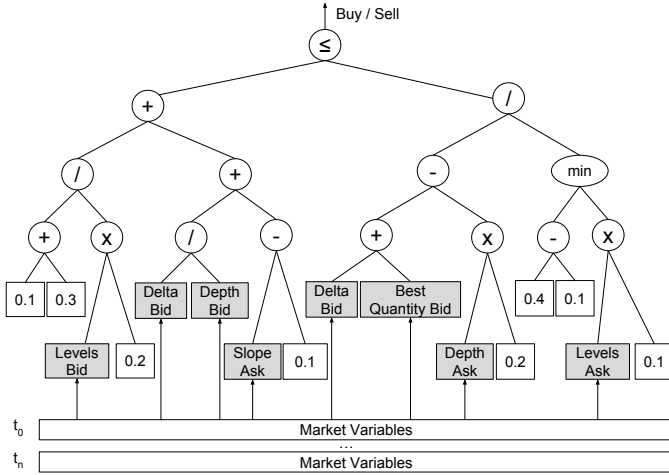 Buy / Sell
≤
+
/
/
+
-
min
+
x
/
-
+
x
-
x
0.1
0.3
Delta
Bid
Depth
Bid
Delta
Bid
Best
Quantity Bid
0.4
0.1
Levels
Bid
0.2
Slope
Ask
0.1
Depth
Ask
0.2
Levels
Ask
0.1
t0
Market Variables
...
tn
Market Variables